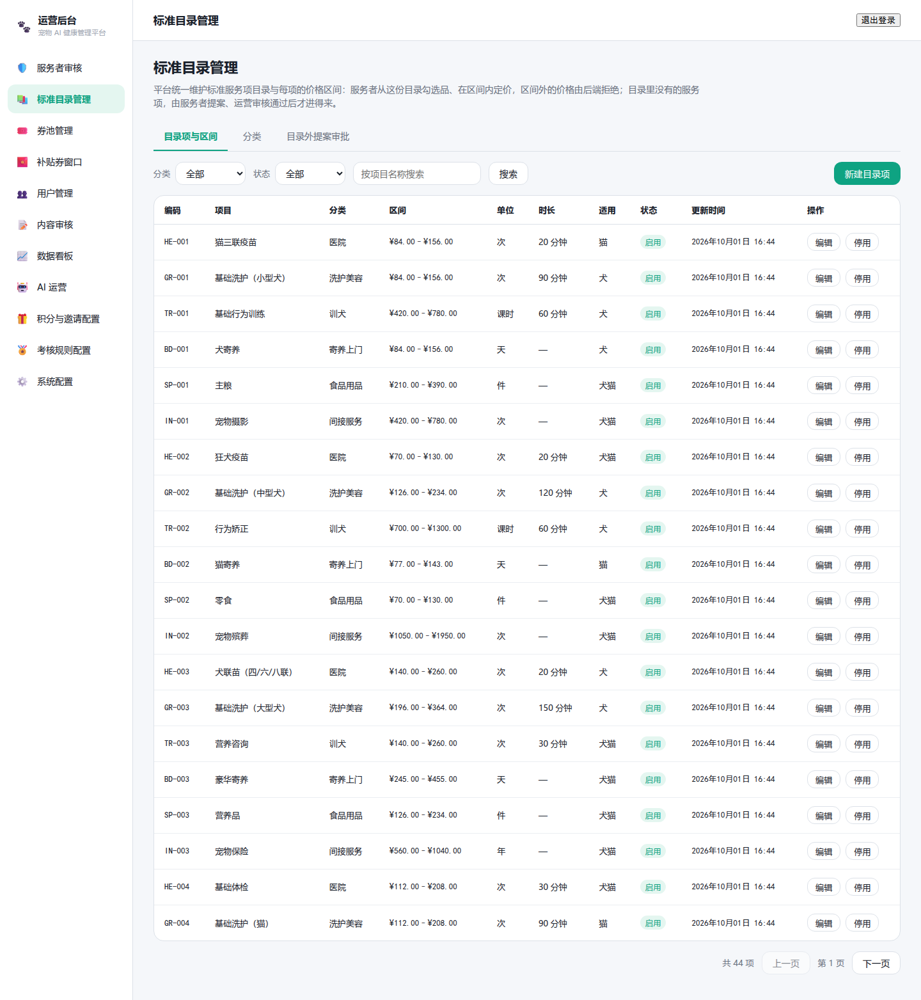 运营后台
宠物 AI 健康管理平台
服务者审核
标准目录管理
券池管理
补贴券窗口
用户管理
内容审核
数据看板
AI 运营
积分与邀请配置
考核规则配置
系统配置
标准目录管理
退出登录
标准目录管理
平台统一维护标准服务项目录与每项的价格区间：服务者从这份目录勾选品、在区间内定价，区间外的价格由后端拒绝；目录里没有的服务
项，由服务者提案、运营审核通过后才进得来。
目录项与区间 分类 目录外提案审批
分类 全部 状态 全部 按项目名称搜索 搜索 新建目录项
编码 项目 分类 区间 单位 时长 适用 状态 更新时间 操作
HE-001 猫三联疫苗 医院 ¥84.00 – ¥156.00 次 20 分钟 猫 启用 2026年10月01日 16:44 编辑 停用
GR-001 基础洗护（小型犬） 洗护美容 ¥84.00 – ¥156.00 次 90 分钟 犬 启用 2026年10月01日 16:44 编辑 停用
TR-001 基础行为训练 训犬 ¥420.00 – ¥780.00 课时 60 分钟 犬 启用 2026年10月01日 16:44 编辑 停用
BD-001 犬寄养 寄养上门 ¥84.00 – ¥156.00 天 — 犬 启用 2026年10月01日 16:44 编辑 停用
SP-001 主粮 食品用品 ¥210.00 – ¥390.00 件 — 犬猫 启用 2026年10月01日 16:44 编辑 停用
IN-001 宠物摄影 间接服务 ¥420.00 – ¥780.00 次 — 犬猫 启用 2026年10月01日 16:44 编辑 停用
HE-002 狂犬疫苗 医院 ¥70.00 – ¥130.00 次 20 分钟 犬猫 启用 2026年10月01日 16:44 编辑 停用
GR-002 基础洗护（中型犬） 洗护美容 ¥126.00 – ¥234.00 次 120 分钟 犬 启用 2026年10月01日 16:44 编辑 停用
TR-002 行为矫正 训犬 ¥700.00 – ¥1300.00 课时 60 分钟 犬 启用 2026年10月01日 16:44 编辑 停用
BD-002 猫寄养 寄养上门 ¥77.00 – ¥143.00 天 — 猫 启用 2026年10月01日 16:44 编辑 停用
SP-002 零食 食品用品 ¥70.00 – ¥130.00 件 — 犬猫 启用 2026年10月01日 16:44 编辑 停用
IN-002 宠物殡葬 间接服务 ¥1050.00 – ¥1950.00 次 — 犬猫 启用 2026年10月01日 16:44 编辑 停用
HE-003 犬联苗（四/六/八联） 医院 ¥140.00 – ¥260.00 次 20 分钟 犬 启用 2026年10月01日 16:44 编辑 停用
GR-003 基础洗护（大型犬） 洗护美容 ¥196.00 – ¥364.00 次 150 分钟 犬 启用 2026年10月01日 16:44 编辑 停用
TR-003 营养咨询 训犬 ¥140.00 – ¥260.00 次 30 分钟 犬猫 启用 2026年10月01日 16:44 编辑 停用
BD-003 豪华寄养 寄养上门 ¥245.00 – ¥455.00 天 — 犬猫 启用 2026年10月01日 16:44 编辑 停用
SP-003 营养品 食品用品 ¥126.00 – ¥234.00 件 — 犬猫 启用 2026年10月01日 16:44 编辑 停用
IN-003 宠物保险 间接服务 ¥560.00 – ¥1040.00 年 — 犬猫 启用 2026年10月01日 16:44 编辑 停用
HE-004 基础体检 医院 ¥112.00 – ¥208.00 次 30 分钟 犬猫 启用 2026年10月01日 16:44 编辑 停用
GR-004 基础洗护（猫） 洗护美容 ¥112.00 – ¥208.00 次 90 分钟 猫 启用 2026年10月01日 16:44 编辑 停用
共 44 项 上一页 第 1 页 下一页